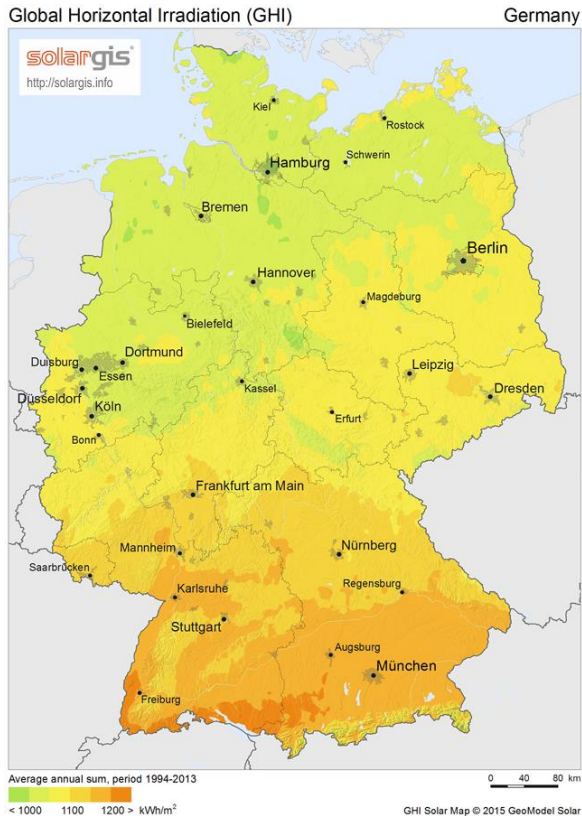 Global Horizontal Irradiation (GHI)
Germany
solargis
http://solargis.info
Kiel
Rostock
Schwerin
Hamburg
Bremen
Berlin
Hannover
Magdeburg
Bielefeld
Dortmund
Duisburg
Essen
Leipzig
Kassel
Dresden
Düsseldorf
Köln
Erfurt
Bonn
Frankfurt am Main
Mannheim
Nürnberg
Saarbrücken
Regensburg
Karlsruhe
Stuttgart
Augsburg
München
Freiburg
Average annual sum, period 1994-2013
< 1000 1100 1200 > kWh/m²
0 40 80 km
GHI Solar Map © 2015 GeoModel Solar